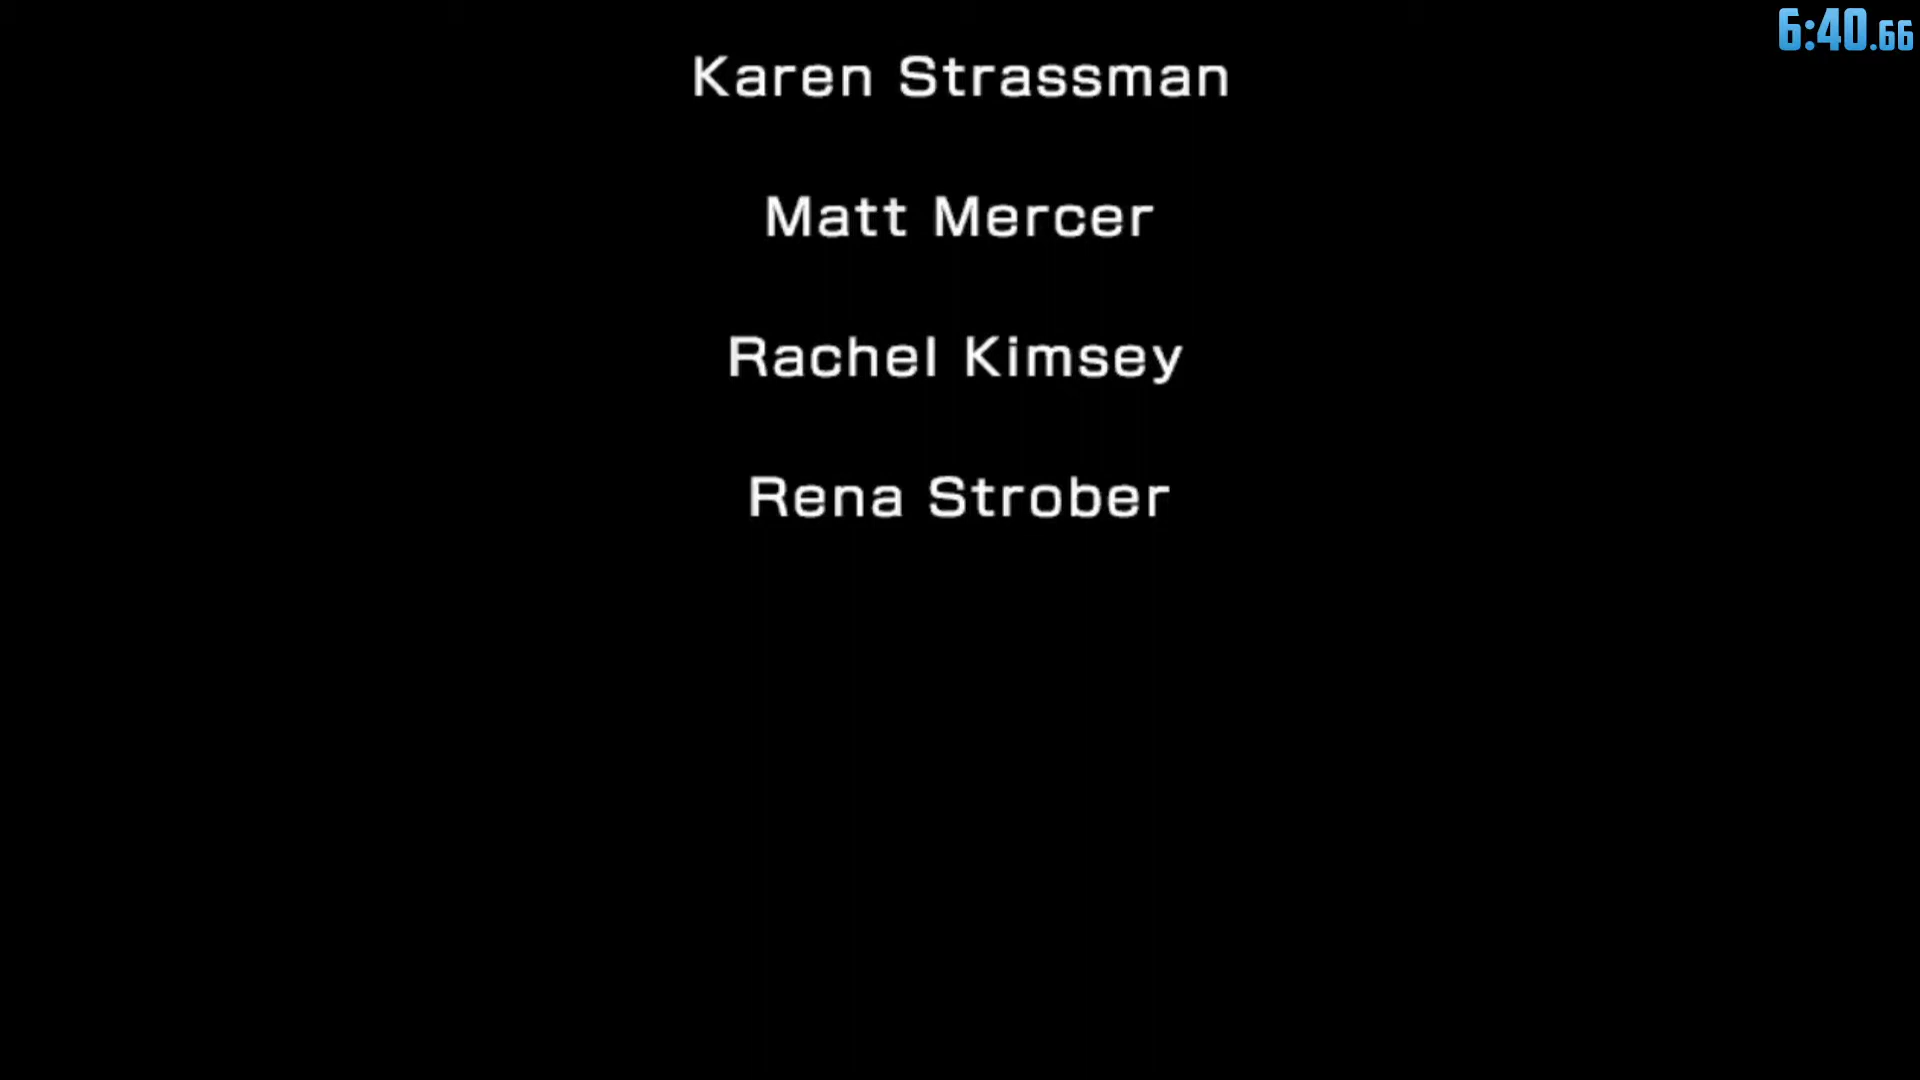 6:40.66
Karen Strassman
Matt Mercer
Rachel Kimsey
Rena Strober